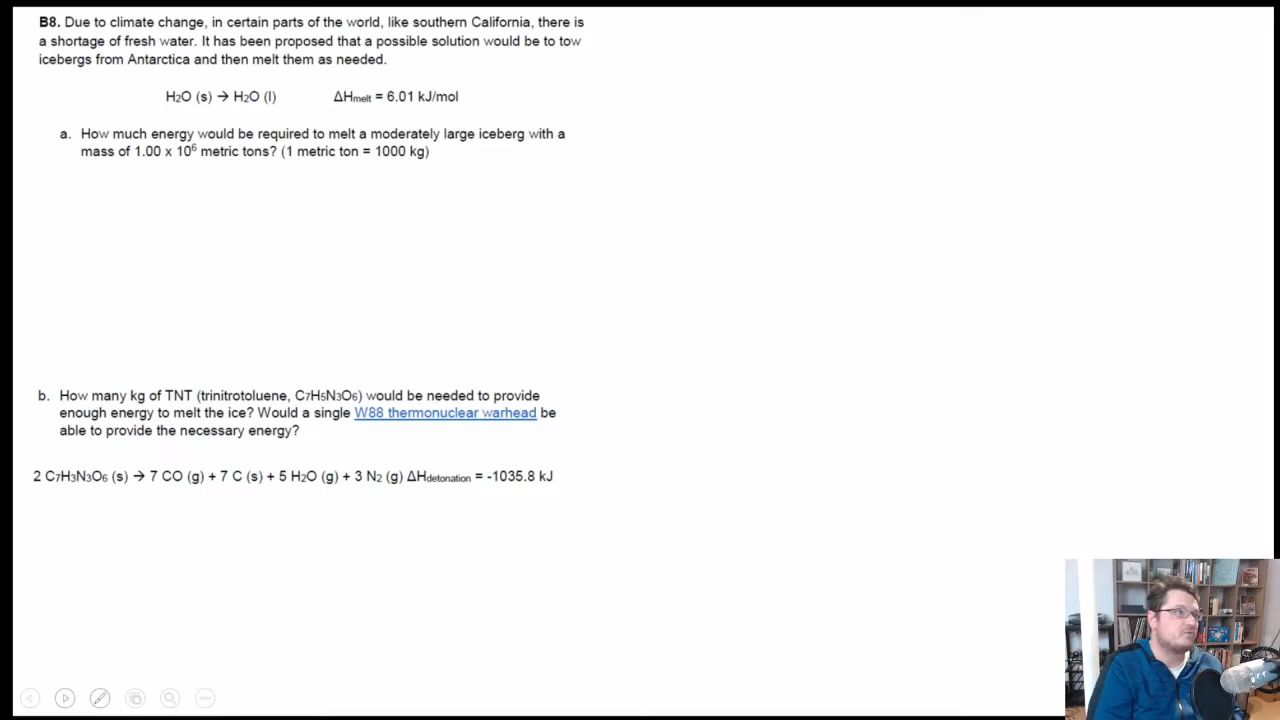 B8. Due to climate change, in certain parts of the world, like southern California, there is
a shortage of fresh water. It has been proposed that a possible solution would be to tow
icebergs from Antarctica and then melt them as needed.
H₂O (s) → H₂O (l) ΔHmelt = 6.01 kJ/mol
a. How much energy would be required to melt a moderately large iceberg with a
mass of 1.00 x 10⁶ metric tons? (1 metric ton = 1000 kg)
b. How many kg of TNT (trinitrotoluene, C₇H₅N₃O₆) would be needed to provide
enough energy to melt the ice? Would a single W88 thermonuclear warhead be
able to provide the necessary energy?
2 C₇H₃N₃O₆ (s) → 7 CO (g) + 7 C (s) + 5 H₂O (g) + 3 N₂ (g) ΔHdetonation = -1035.8 kJ